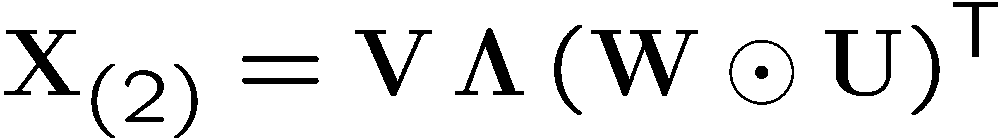 𝐗₍₂₎ = 𝐕 𝚲 (𝐖 ⊙ 𝐔)ᵀ